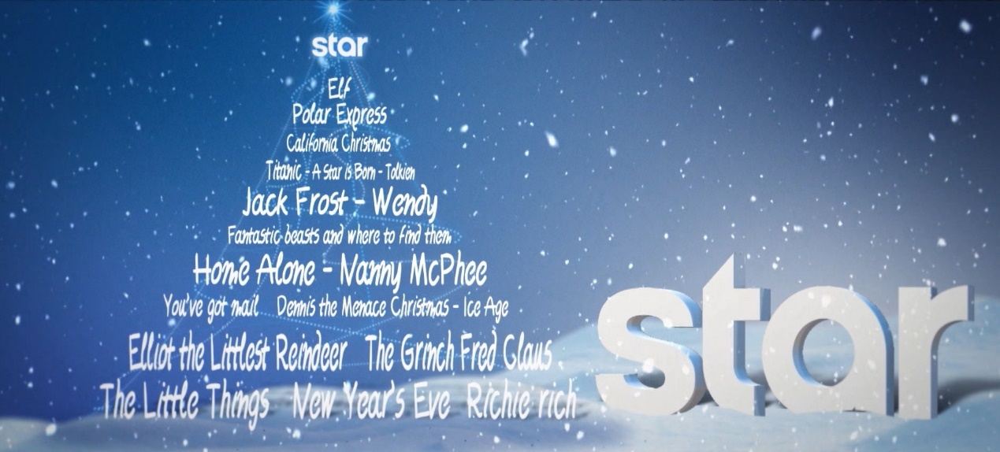 star
Elf
Polar Express
California Christmas
Titanic - A Star is Born - Tolkien
Jack Frost - Wendy
Fantastic beasts and where to find them
Home Alone - Nanny McPhee
You've got mail Dennis the Menace Christmas - Ice Age
Elliot the Littlest Reindeer The Grinch Fred Claus
The Little Things New Year's Eve Richie rich
star